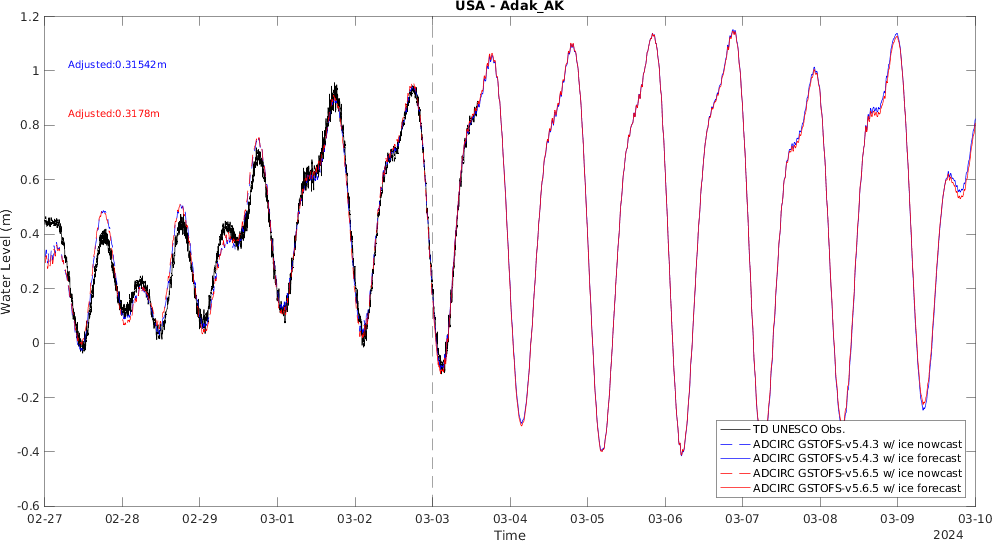 USA - Adak_AK
Adjusted:0.31542m
Adjusted:0.3178m
Water Level (m)
1.2
1
0.8
0.6
0.4
0.2
0
-0.2
-0.4
-0.6
TD UNESCO Obs.
ADCIRC GSTOFS-v5.4.3 w/ ice nowcast
ADCIRC GSTOFS-v5.4.3 w/ ice forecast
ADCIRC GSTOFS-v5.6.5 w/ ice nowcast
ADCIRC GSTOFS-v5.6.5 w/ ice forecast
02-27 02-28 02-29 03-01 03-02 03-03 03-04 03-05 03-06 03-07 03-08 03-09 03-10
Time
2024